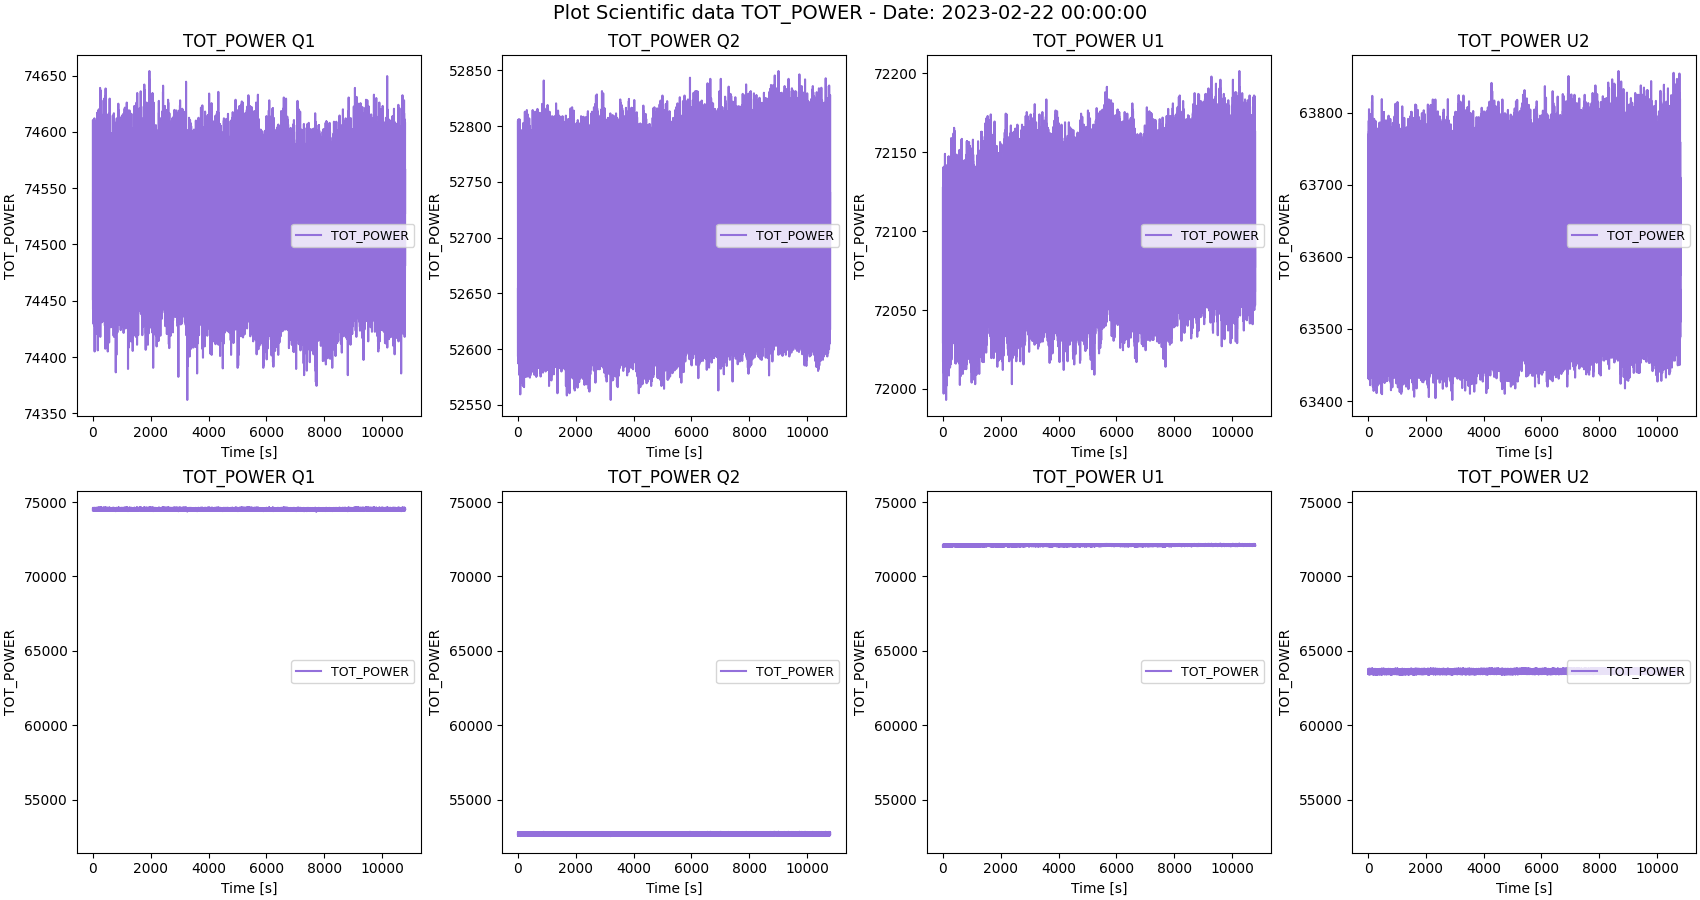 Plot Scientific data TOT_POWER - Date: 2023-02-22 00:00:00
TOT_POWER Q1
74650
74600
74550
74500
74450
74400
74350
TOT_POWER
TOT_POWER
0 2000 4000 6000 8000 10000
Time [s]
TOT_POWER Q2
52850
52800
52750
52700
52650
52600
52550
TOT_POWER
TOT_POWER
0 2000 4000 6000 8000 10000
Time [s]
TOT_POWER U1
72200
72150
72100
72050
72000
TOT_POWER
TOT_POWER
0 2000 4000 6000 8000 10000
Time [s]
TOT_POWER U2
63800
63700
63600
63500
63400
TOT_POWER
TOT_POWER
0 2000 4000 6000 8000 10000
Time [s]
TOT_POWER Q1
75000
70000
65000
60000
55000
TOT_POWER
TOT_POWER
0 2000 4000 6000 8000 10000
Time [s]
TOT_POWER Q2
75000
70000
65000
60000
55000
TOT_POWER
TOT_POWER
0 2000 4000 6000 8000 10000
Time [s]
TOT_POWER U1
75000
70000
65000
60000
55000
TOT_POWER
TOT_POWER
0 2000 4000 6000 8000 10000
Time [s]
TOT_POWER U2
75000
70000
65000
60000
55000
TOT_POWER
TOT_POWER
0 2000 4000 6000 8000 10000
Time [s]